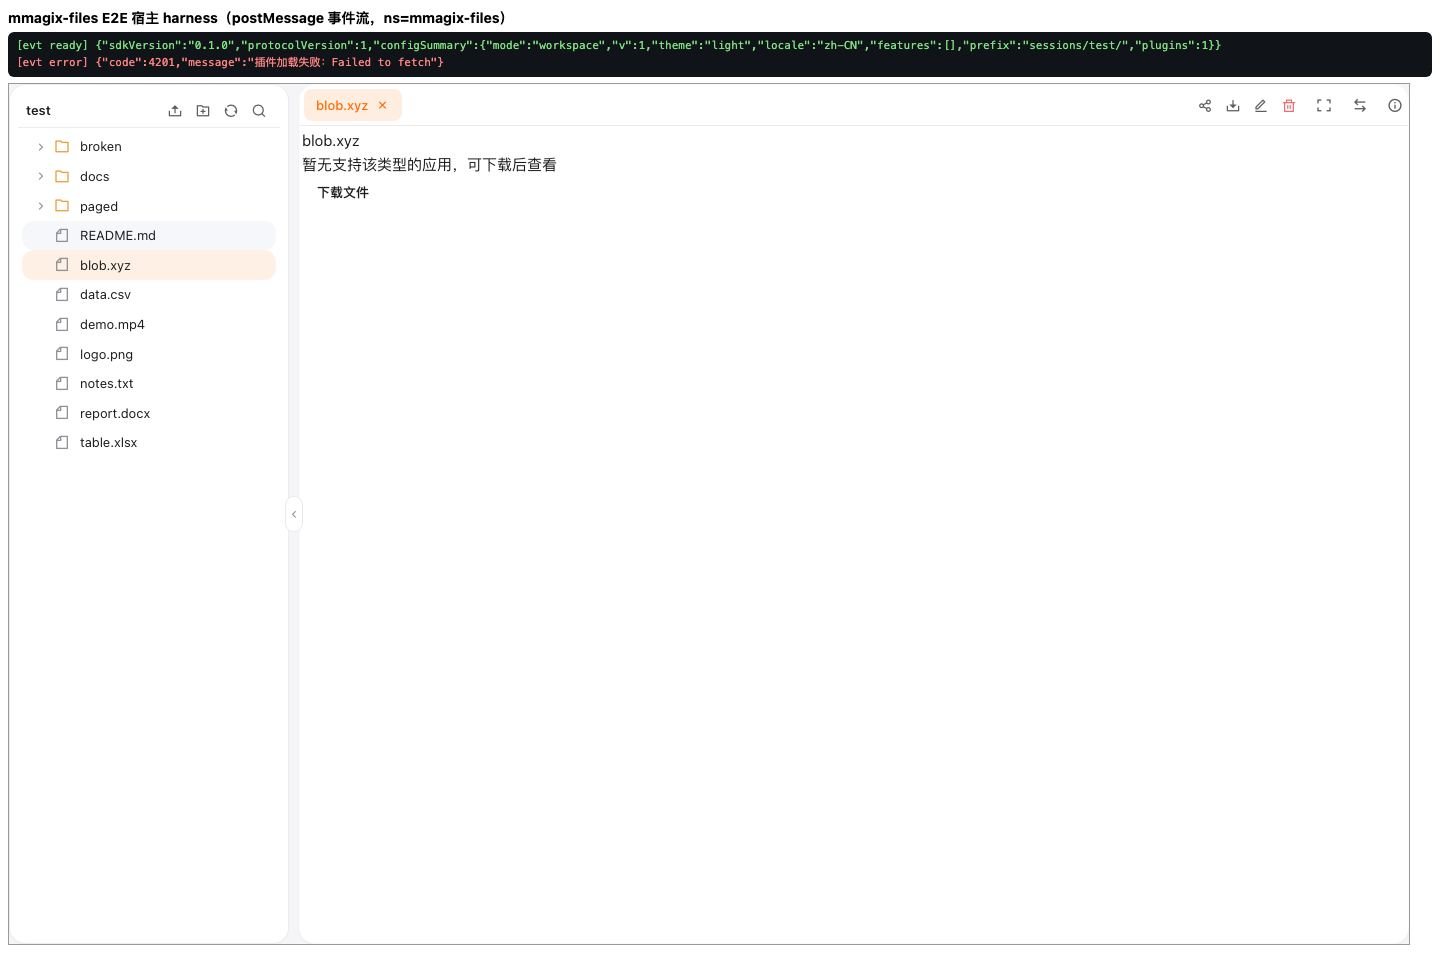 mmagix-files E2E 宿主 harness（postMessage 事件流，ns=mmagix-files）
[evt ready] {"sdkVersion":"0.1.0","protocolVersion":1,"configSummary":{"mode":"workspace","v":1,"theme":"light","locale":"zh-CN","features":[],"prefix":"sessions/test/","plugins":1}}
[evt error] {"code":4201,"message":"插件加载失败：Failed to fetch"}
test
broken
docs
paged
README.md
blob.xyz
data.csv
demo.mp4
logo.png
notes.txt
report.docx
table.xlsx
blob.xyz
blob.xyz
暂无支持该类型的应用，可下载后查看
下载文件